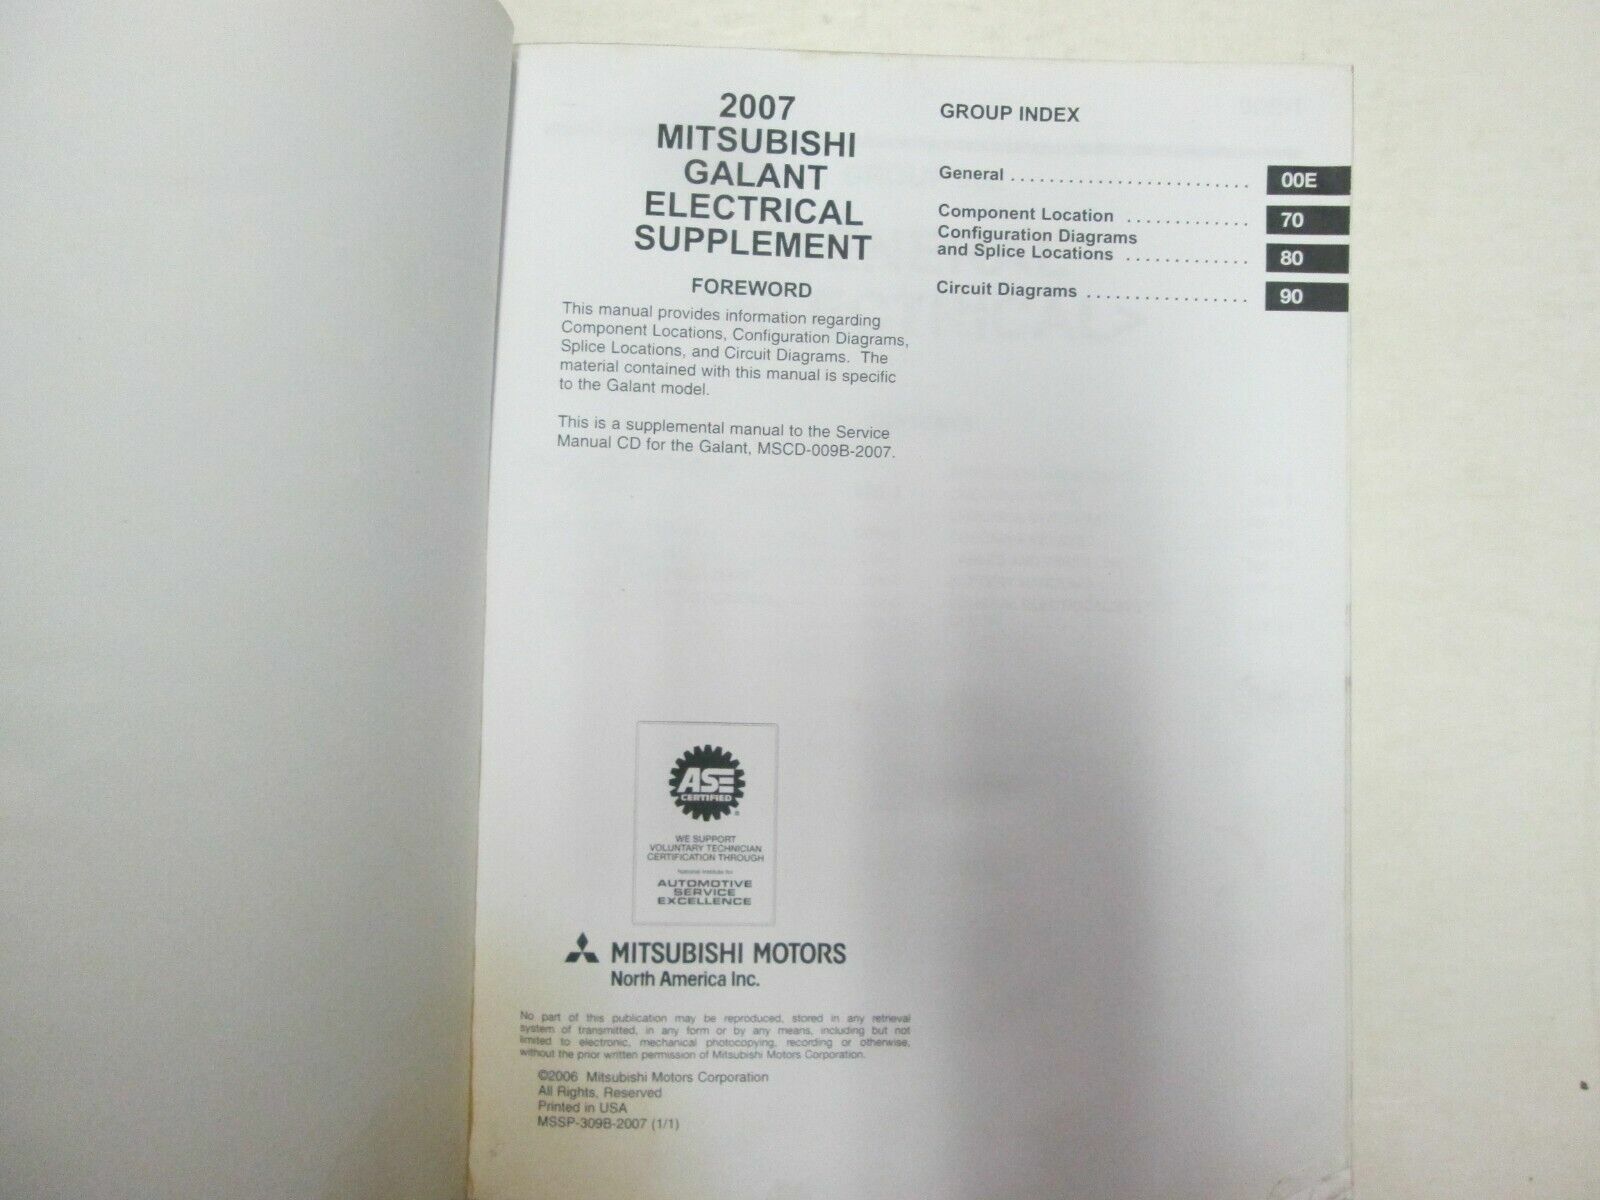 2007
MITSUBISHI
GALANT
ELECTRICAL
SUPPLEMENT
FOREWORD
This manual provides information regarding
Component Locations, Configuration Diagrams,
Splice Locations, and Circuit Diagrams. The
material contained with this manual is specific
to the Galant model.
This is a supplemental manual to the Service
Manual CD for the Galant, MSCD-009B-2007.
GROUP INDEX
General ......................... 00E
Component Location ............. 70
Configuration Diagrams
and Splice Locations ............. 80
Circuit Diagrams ................. 90
ASE
CERTIFIED
®
WE SUPPORT
VOLUNTARY TECHNICIAN
CERTIFICATION THROUGH
National Institute for
AUTOMOTIVE
SERVICE
EXCELLENCE
MITSUBISHI MOTORS
North America Inc.
No part of this publication may be reproduced, stored in any retrieval
system of transmitted, in any form or by any means, including but not
limited to electronic, mechanical photocopying, recording or otherwise,
without the prior written permission of Mitsubishi Motors Corporation.
©2006 Mitsubishi Motors Corporation
All Rights, Reserved
Printed in USA
MSSP-309B-2007 (1/1)